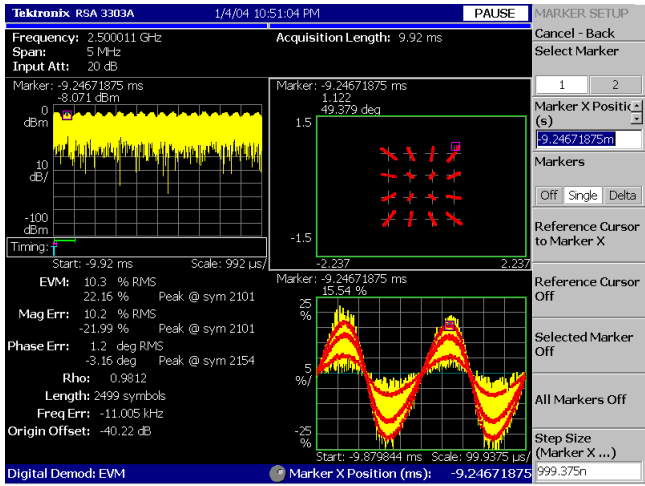 Tektronix RSA 3303A 1/4/04 10:51:04 PM PAUSE MARKER SETUP
Frequency: 2.500011 GHz Acquisition Length: 9.92 ms
Span: 5 MHz
Input Att: 20 dB
Cancel - Back
Select Marker
1 2
Marker: -9.24671875 ms
-8.071 dBm
0
dBm
10
dB/
-100
dBm
Timing:
Start: -9.92 ms Scale: 992 µs/
Marker: -9.24671875 ms
1.122
49.379 deg
1.5
-1.5
-2.237 2.237
Marker X Positic
(s)
-9.24671875m
Markers
Off Single Delta
Reference Cursor
to Marker X
Reference Cursor
Off
Selected Marker
Off
All Markers Off
Step Size
(Marker X ...)
999.375n
EVM: 10.3 % RMS
22.16 % Peak @ sym 2101
Mag Err: 10.2 % RMS
-21.99 % Peak @ sym 2101
Phase Err: 1.2 deg RMS
-3.16 deg Peak @ sym 2154
Rho: 0.9812
Length: 2499 symbols
Freq Err: -11.005 kHz
Origin Offset: -40.22 dB
Marker: -9.24671875 ms
15.54 %
25
%
5
%/
-25
%
Start: -9.879844 ms Scale: 99.9375 µs/
Digital Demod: EVM Marker X Position (ms): -9.24671875